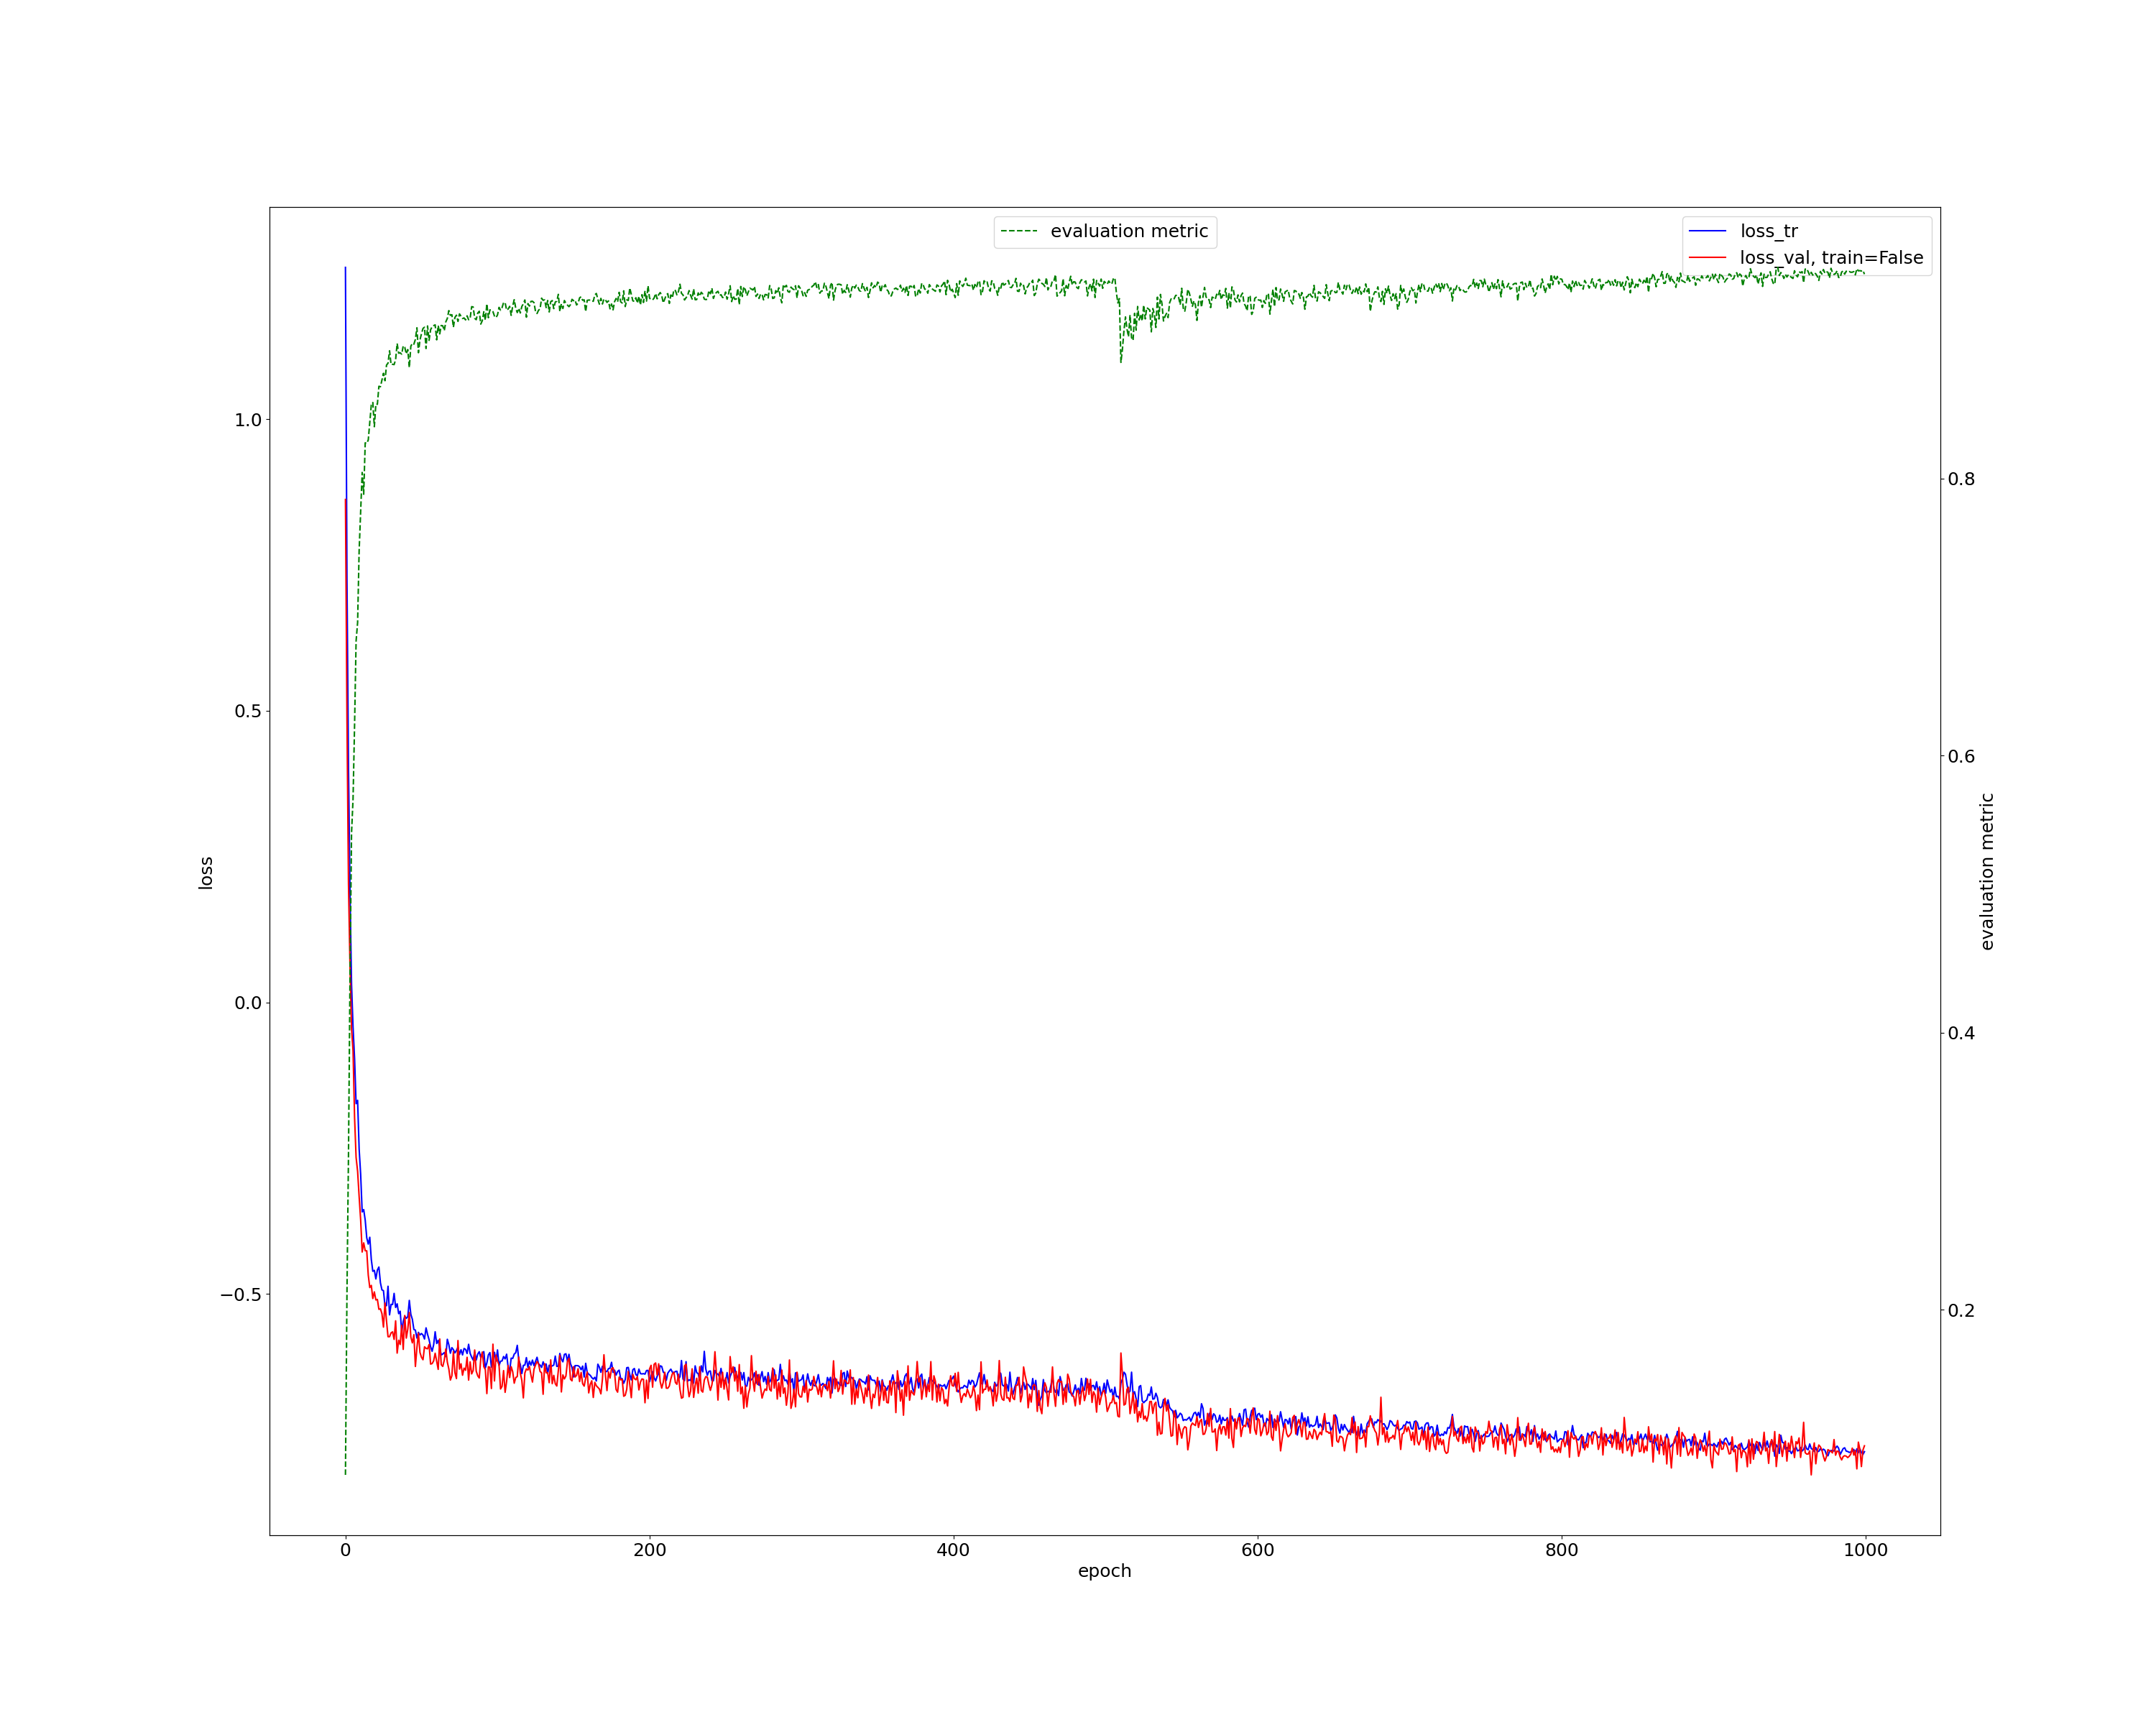 evaluation metric
loss_tr
loss_val, train=False
1.0
0.5
0.0
−0.5
loss
0.8
0.6
0.4
0.2
evaluation metric
0 200 400 600 800 1000
epoch